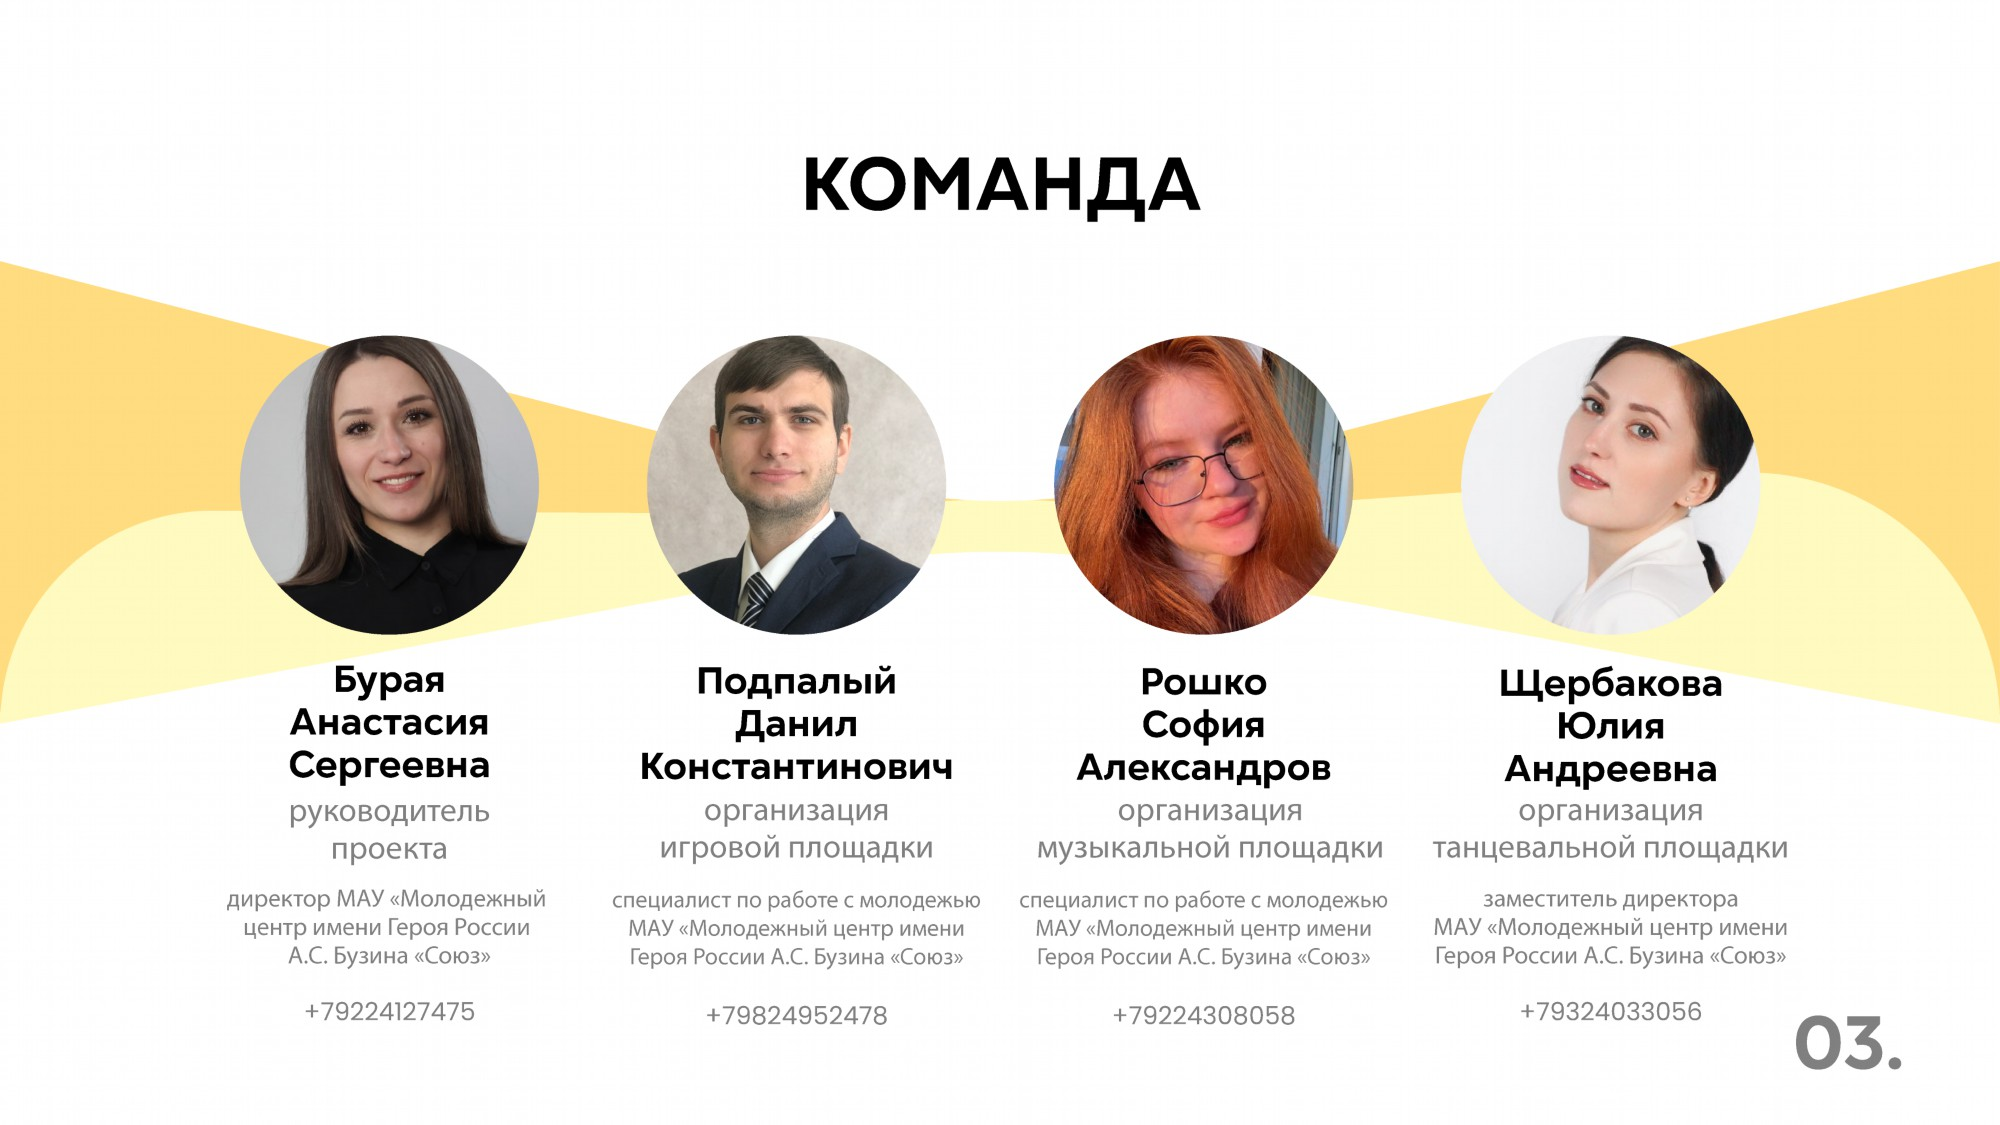 КОМАНДА
Бурая
Анастасия
Сергеевна
руководитель
проекта
директор МАУ «Молодежный
центр имени Героя России
А.С. Бузина «Союз»
+79224127475
Подпалый
Данил
Константинович
организация
игровой площадки
специалист по работе с молодежью
МАУ «Молодежный центр имени
Героя России А.С. Бузина «Союз»
+79824952478
Рошко
София
Александров
организация
музыкальной площадки
специалист по работе с молодежью
МАУ «Молодежный центр имени
Героя России А.С. Бузина «Союз»
+79224308058
Щербакова
Юлия
Андреевна
организация
танцевальной площадки
заместитель директора
МАУ «Молодежный центр имени
Героя России А.С. Бузина «Союз»
+79324033056
03.